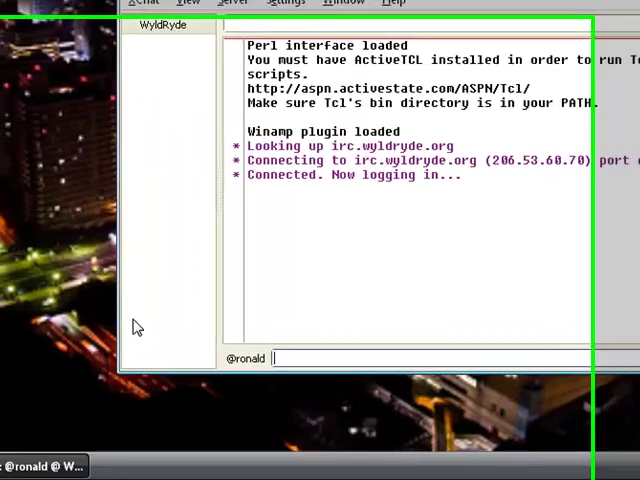 XChat View Server Settings Window Help
WyldRyde
Perl interface loaded
You must have ActiveTCL installed in order to run
scripts.
http://aspn.activestate.com/ASPN/Tcl/
Make sure Tcl's bin directory is in your PATH.
Winamp plugin loaded
* Looking up irc.wyldryde.org
* Connecting to irc.wyldryde.org (206.53.60.70) port
* Connected. Now logging in...
@ronald
: @ronald @ W...